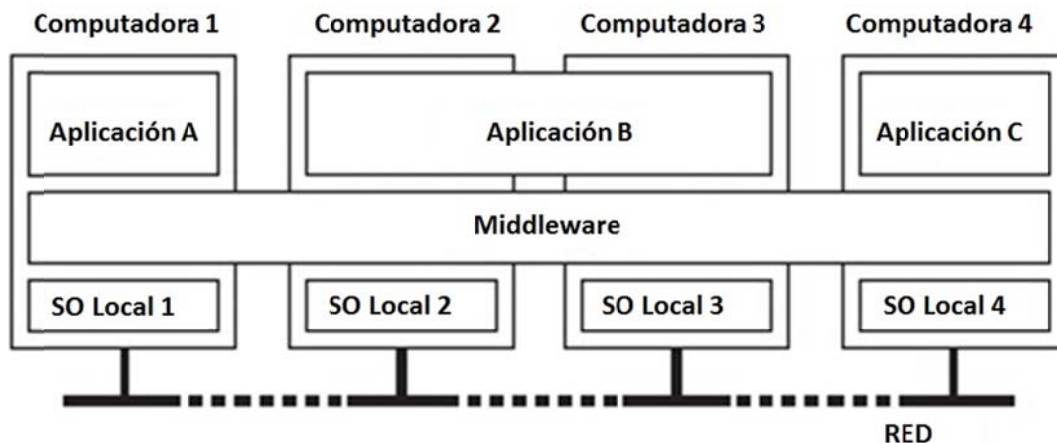 Computadora 1 Computadora 2 Computadora 3 Computadora 4
Aplicación A Aplicación B Aplicación C
Middleware
SO Local 1 SO Local 2 SO Local 3 SO Local 4
RED